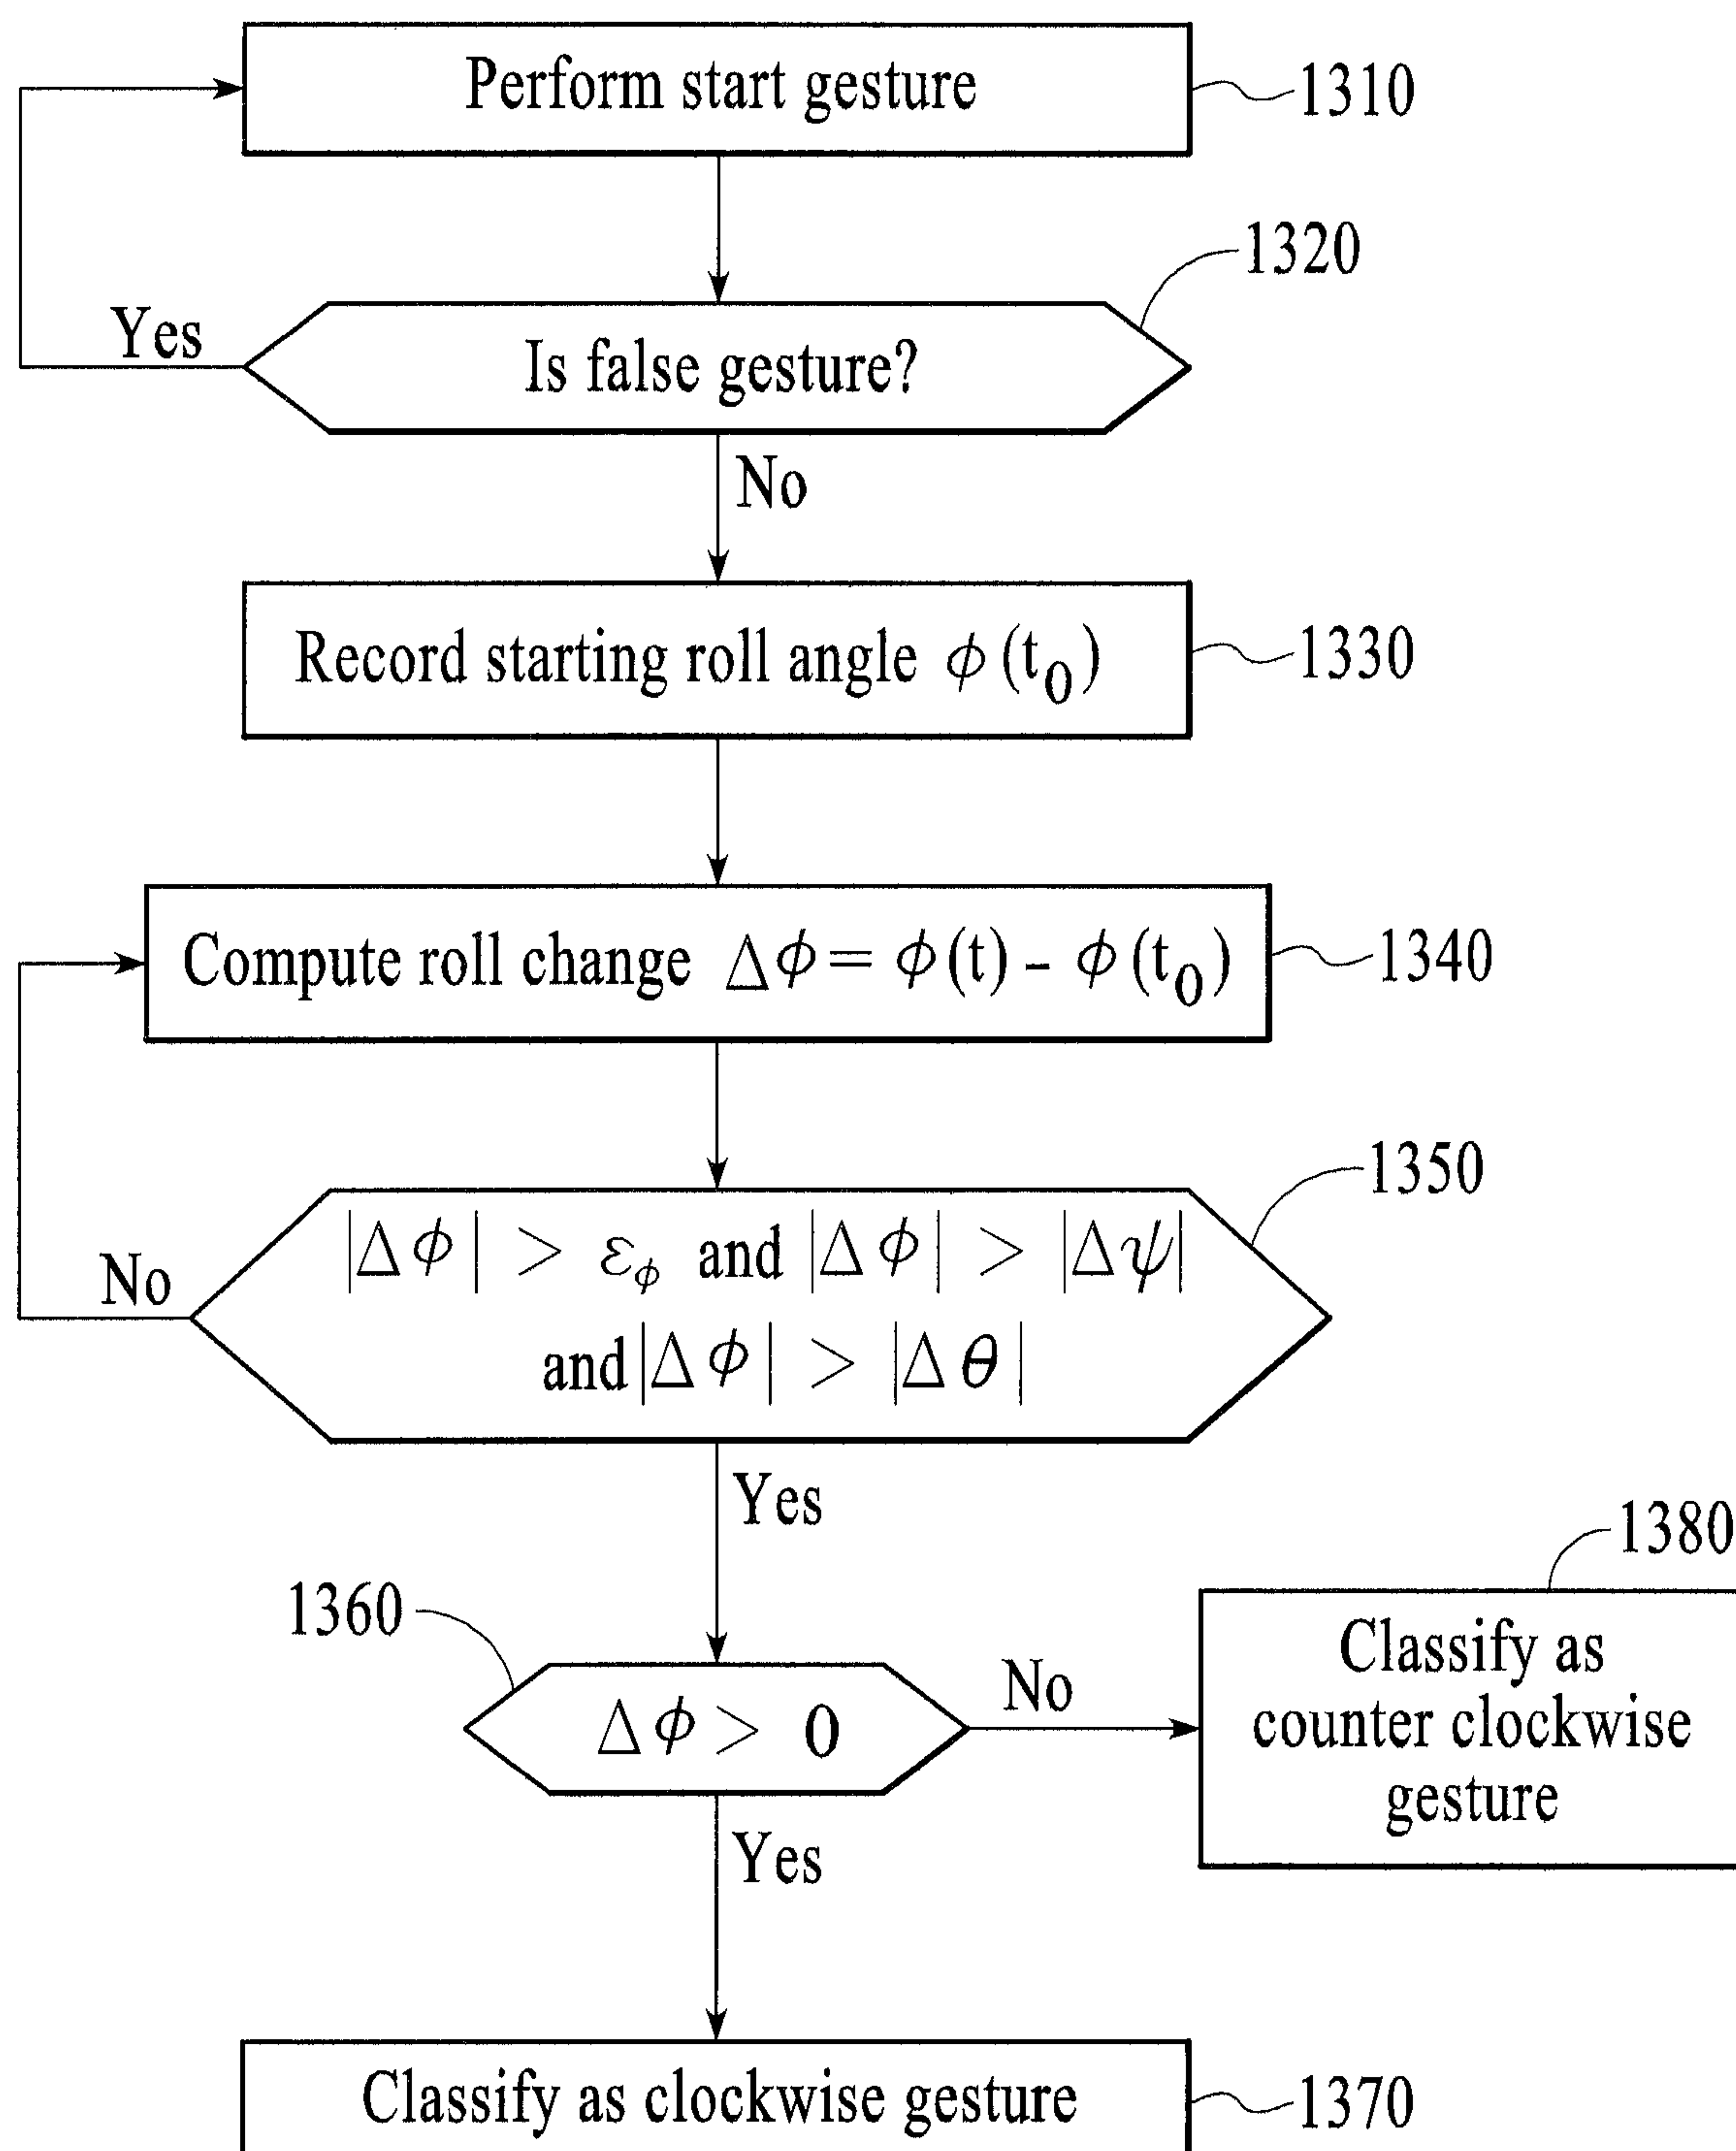 Perform start gesture
1310
1320
Yes
Is false gesture?
No
Record starting roll angle ϕ(t₀)
1330
Compute roll change Δϕ = ϕ(t) - ϕ(t₀)
1340
1350
|Δϕ| > ε_ϕ and |Δϕ| > |Δψ|
No
and |Δϕ| > |Δθ|
Yes
1380
1360
Δϕ > 0
No
Classify as
counter clockwise
gesture
Yes
Classify as clockwise gesture
1370